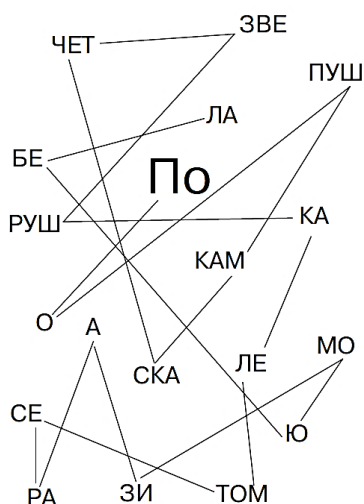 ЗВЕ
ЧЕТ
ПУШ
ЛА
БЕ
По
РУШ
КА
КАМ
О
А
МО
СКА
ЛЕ
СЕ
Ю
РА
ЗИ
ТОМ